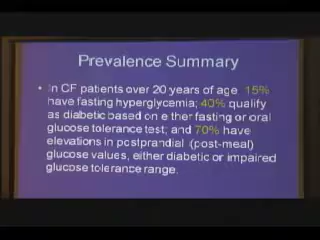 Prevalence Summary
• In CF patients over 20 years of age 15%
have fasting hyperglycemia; 40% qualify
as diabetic based on either fasting or oral
glucose tolerance test; and 70% have
elevations in postprandial (post-meal)
glucose values, either diabetic or impaired
glucose tolerance range.